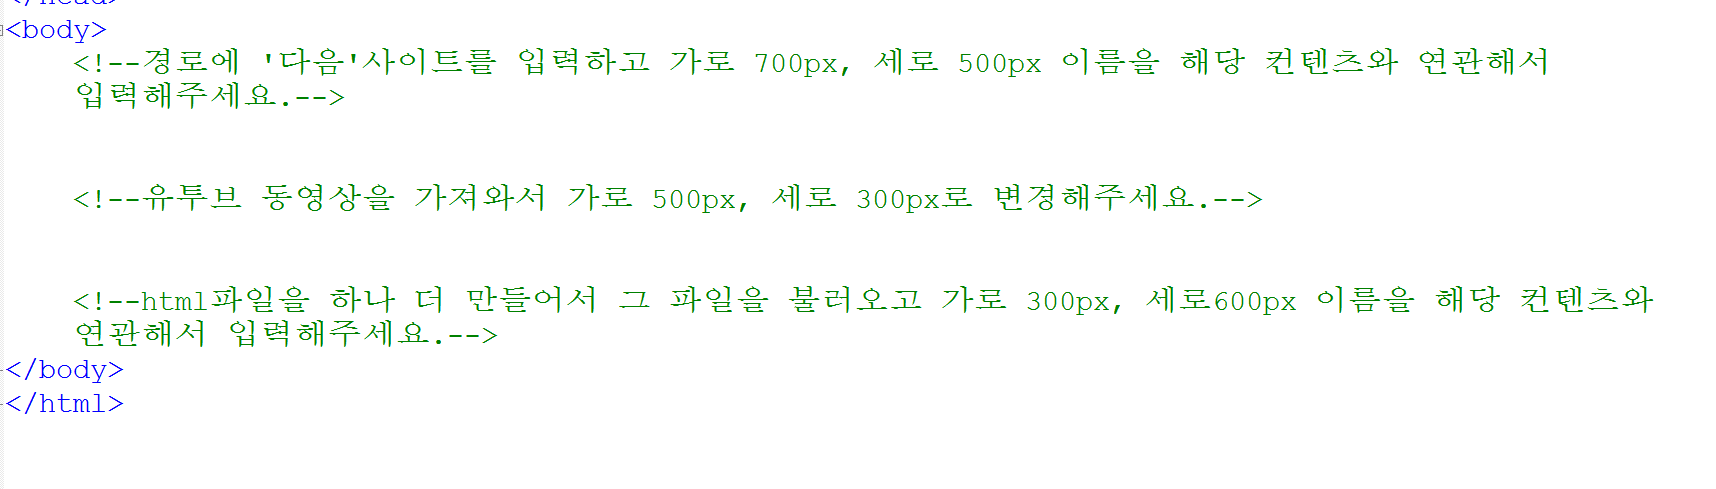 </head>
<body>
<!--경로에 '다음'사이트를 입력하고 가로 700px, 세로 500px 이름을 해당 컨텐츠와 연관해서
입력해주세요.-->
<!--유투브 동영상을 가져와서 가로 500px, 세로 300px로 변경해주세요.-->
<!--html파일을 하나 더 만들어서 그 파일을 불러오고 가로 300px, 세로600px 이름을 해당 컨텐츠와
연관해서 입력해주세요.-->
</body>
</html>